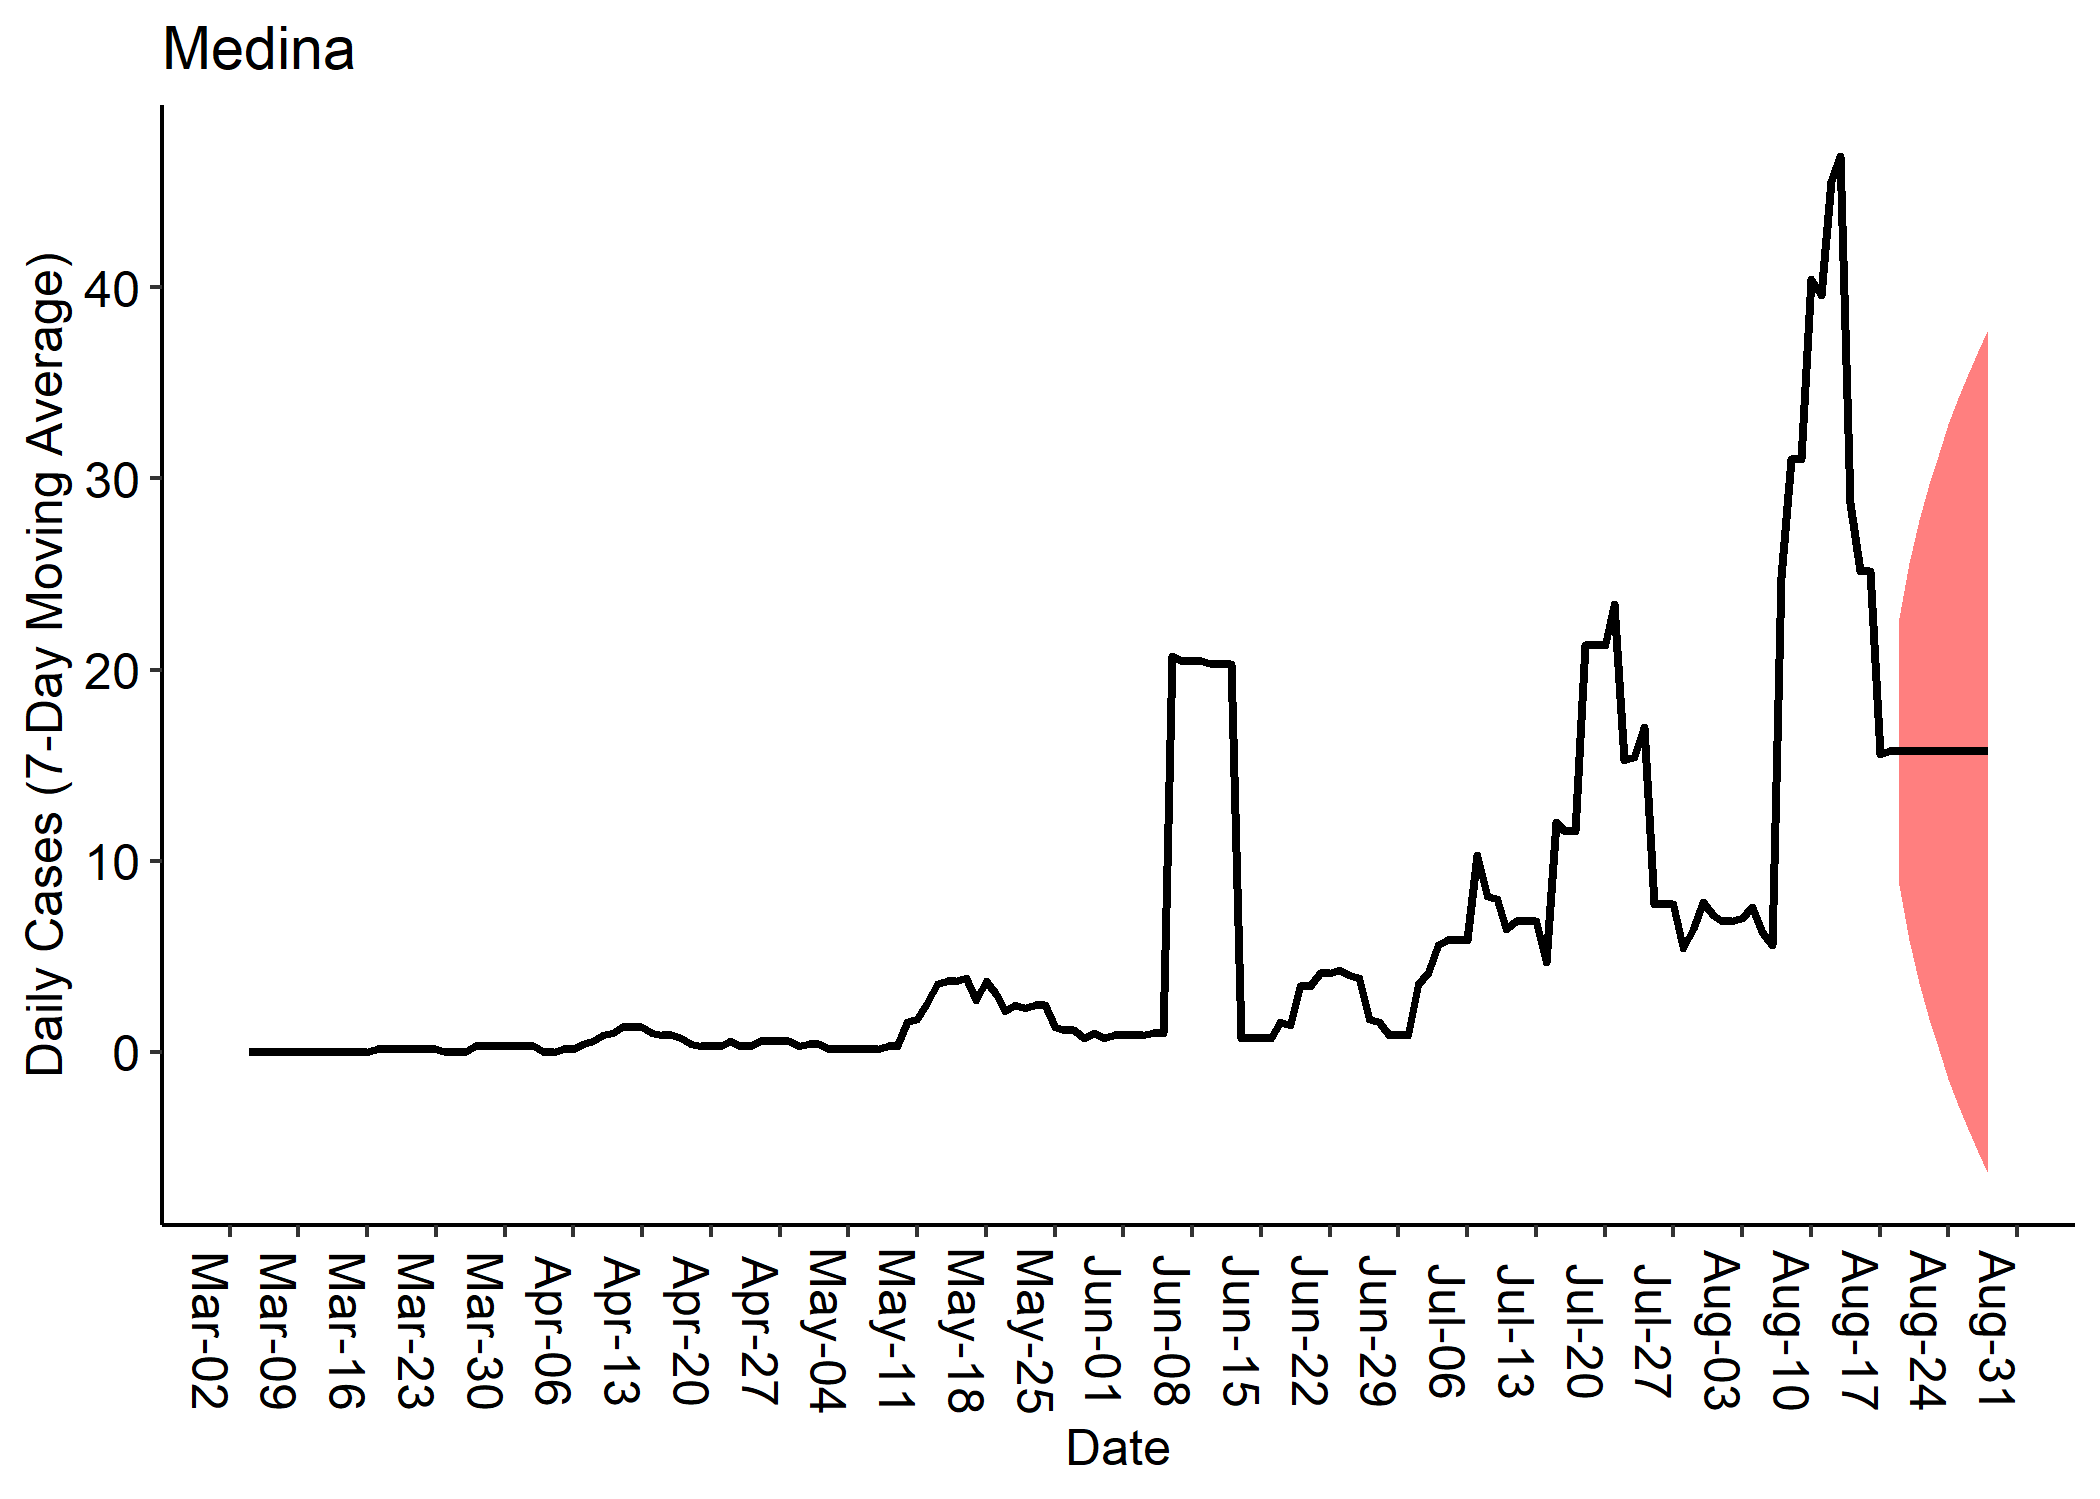 Medina
Daily Cases (7-Day Moving Average)
40
30
20
10
0
Mar-02
Mar-09
Mar-16
Mar-23
Mar-30
Apr-06
Apr-13
Apr-20
Apr-27
May-04
May-11
May-18
May-25
Jun-01
Jun-08
Jun-15
Jun-22
Jun-29
Jul-06
Jul-13
Jul-20
Jul-27
Aug-03
Aug-10
Aug-17
Aug-24
Aug-31
Date